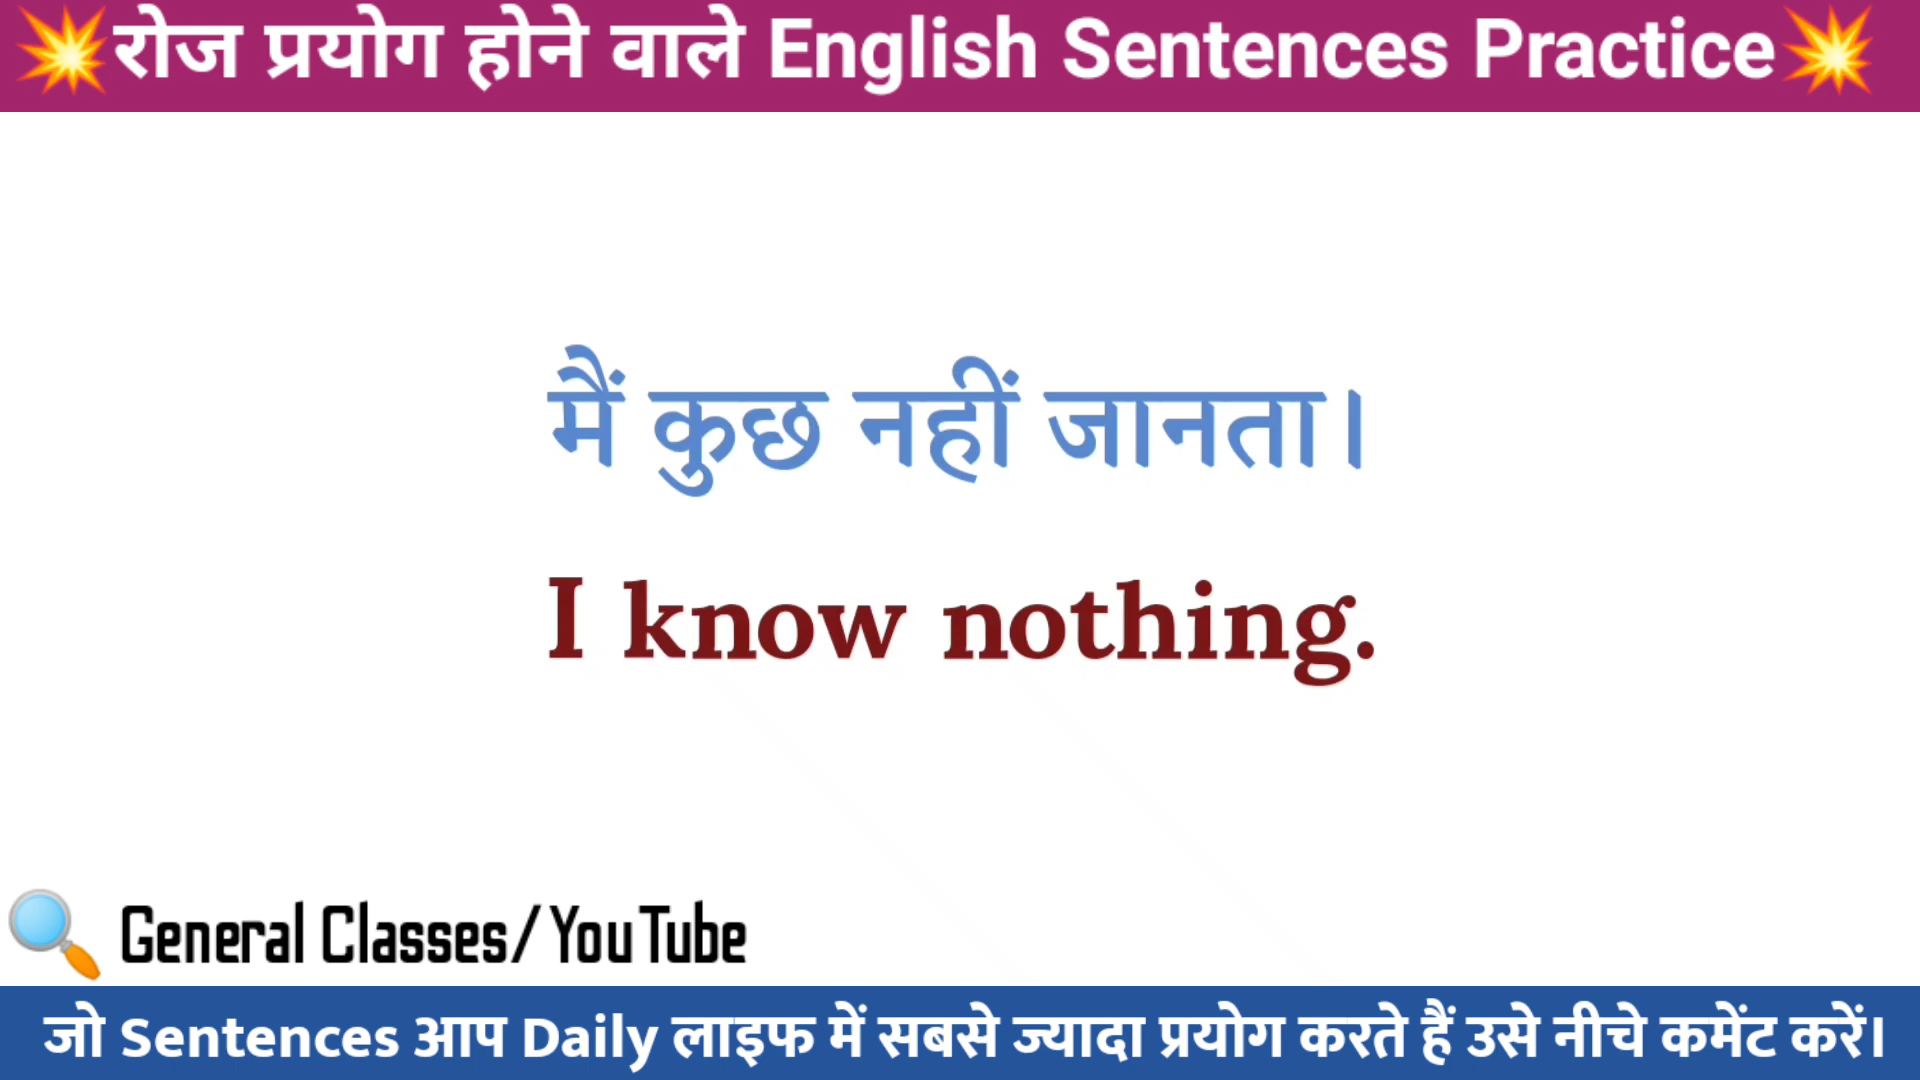 💥रोज प्रयोग होने वाले English Sentences Practice💥
मैं कुछ नहीं जानता।
I know nothing.
🔍 General Classes/YouTube
जो Sentences आप Daily लाइफ में सबसे ज्यादा प्रयोग करते हैं उसे नीचे कमेंट करें।